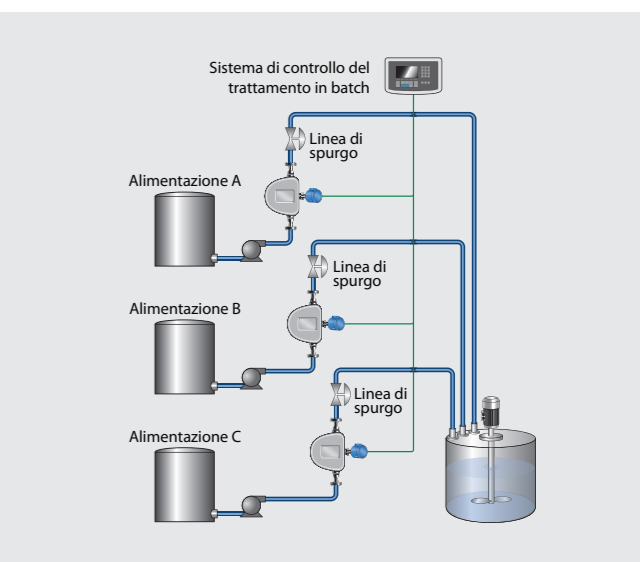 Sistema di controllo del
trattamento in batch
Linea di
spurgo
Alimentazione A
Linea di
spurgo
Alimentazione B
Linea di
spurgo
Alimentazione C